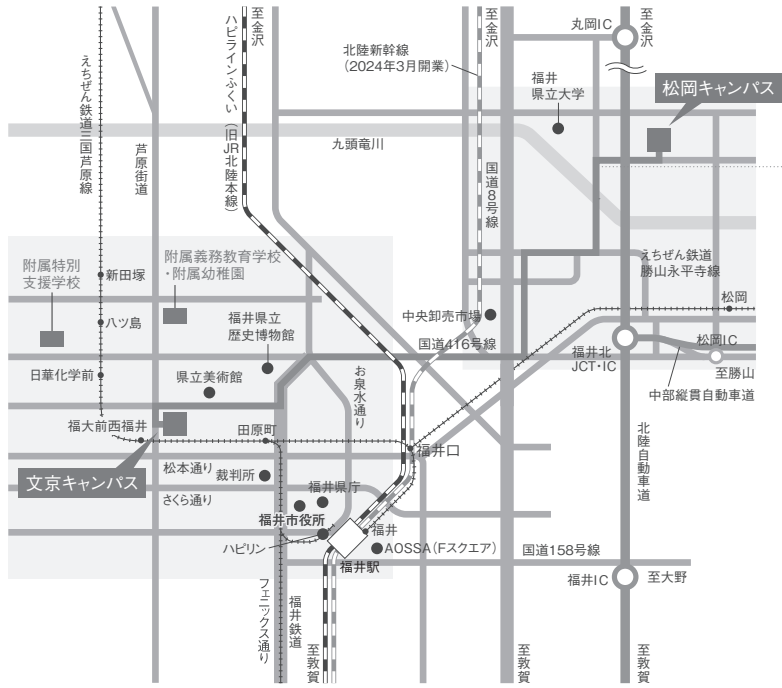 至金沢
至金沢
丸岡IC
至金沢
えちぜん鉄道三国芦原線
ハピラインふくい（旧JR北陸本線）
北陸新幹線
（2024年3月開業）
福井
県立大学
松岡キャンパス
芦原街道
九頭竜川
国道8号線
附属特別
支援学校
新田塚
附属義務教育学校
・附属幼稚園
えちぜん鉄道
勝山永平寺線
松岡
八ツ島
福井県立
歴史博物館
中央卸売市場
国道416号線
福井北
JCT・IC
松岡IC
至勝山
日華化学前
県立美術館
お泉水通り
中部縦貫自動車道
福大前西福井
田原町
福井口
北陸自動車道
文京キャンパス
松本通り
裁判所
さくら通り
福井県庁
福井市役所
福井
ハピリン
AOSSA（Fスクエア）
国道158号線
福井駅
福井IC
至大野
フェニックス通り
福井鉄道
至敦賀
至敦賀
至敦賀